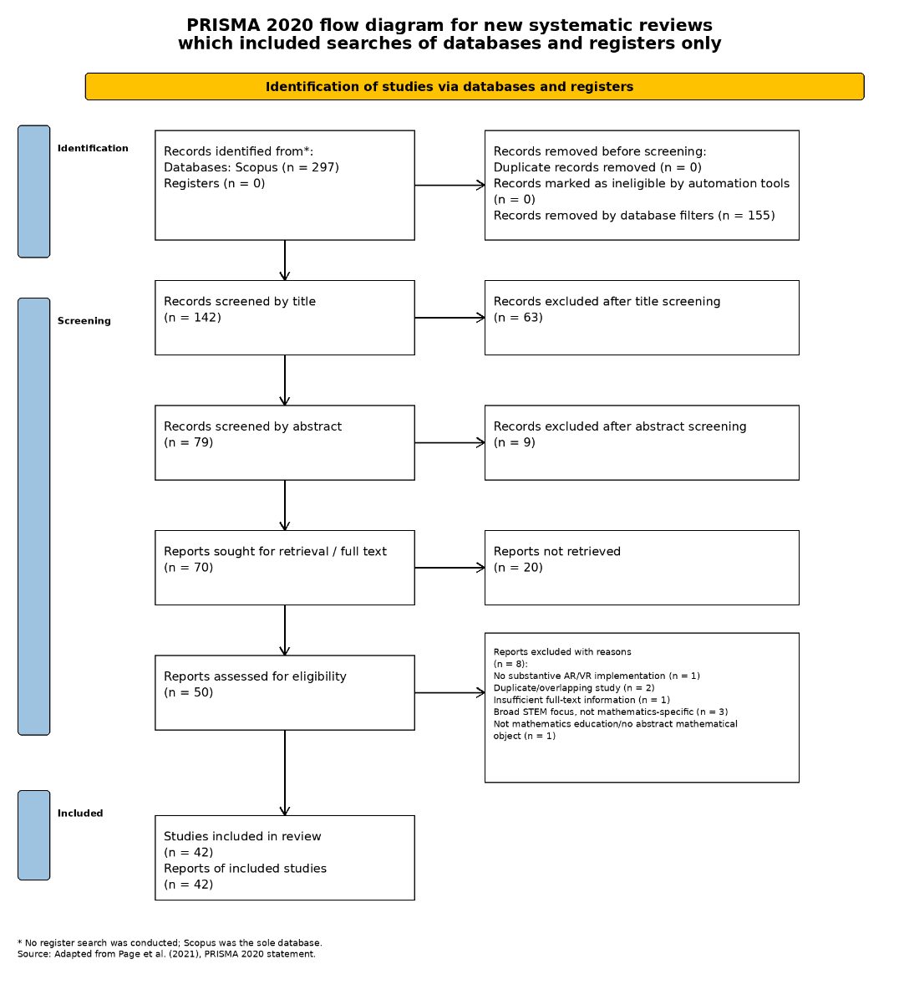 PRISMA 2020 flow diagram for new systematic reviews
which included searches of databases and registers only
Identification of studies via databases and registers
Identification
Records identified from*:
Databases: Scopus (n = 297)
Registers (n = 0)
Records removed before screening:
Duplicate records removed (n = 0)
Records marked as ineligible by automation tools
(n = 0)
Records removed by database filters (n = 155)
Screening
Records screened by title
(n = 142)
Records excluded after title screening
(n = 63)
Records screened by abstract
(n = 79)
Records excluded after abstract screening
(n = 9)
Reports sought for retrieval / full text
(n = 70)
Reports not retrieved
(n = 20)
Reports assessed for eligibility
(n = 50)
Reports excluded with reasons
(n = 8):
No substantive AR/VR implementation (n = 1)
Duplicate/overlapping study (n = 2)
Insufficient full-text information (n = 1)
Broad STEM focus, not mathematics-specific (n = 3)
Not mathematics education/no abstract mathematical
object (n = 1)
Included
Studies included in review
(n = 42)
Reports of included studies
(n = 42)
* No register search was conducted; Scopus was the sole database.
Source: Adapted from Page et al. (2021), PRISMA 2020 statement.